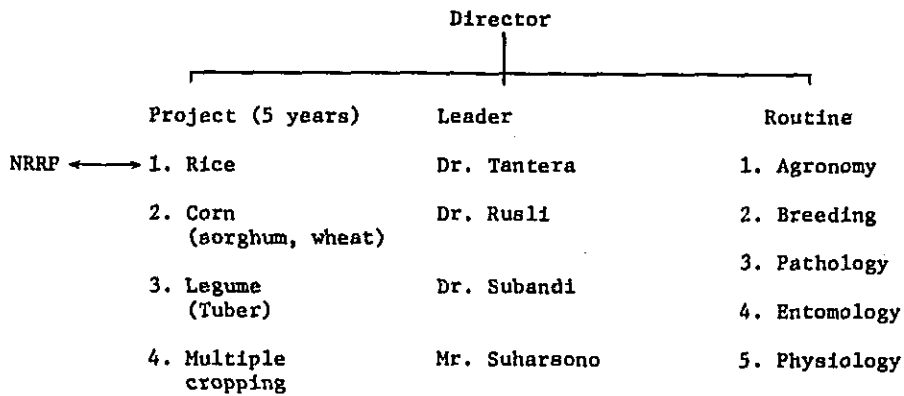 Director
Project (5 years) Leader Routine
NRRP ⟷ 1. Rice Dr. Tantera 1. Agronomy
2. Corn Dr. Rusli 2. Breeding
(sorghum, wheat)
3. Pathology
3. Legume Dr. Subandi
(Tuber) 4. Entomology
4. Multiple Mr. Suharsono 5. Physiology
cropping